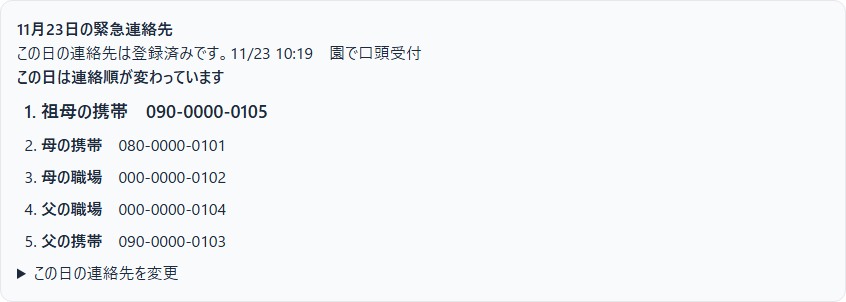 11月23日の緊急連絡先
この日の連絡先は登録済みです。11/23 10:19　園で口頭受付
この日は連絡順が変わっています
1. 祖母の携帯　090-0000-0105
2. 母の携帯　080-0000-0101
3. 母の職場　000-0000-0102
4. 父の職場　000-0000-0104
5. 父の携帯　090-0000-0103
▶ この日の連絡先を変更